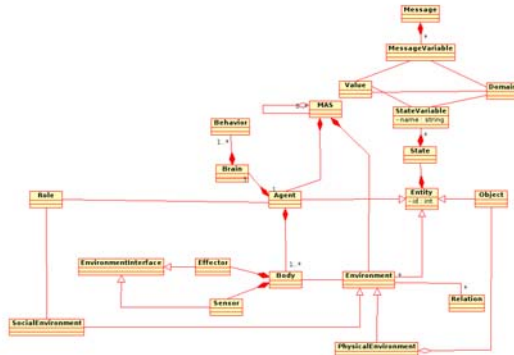 Message
*
MessageVariable
Value
Domain
MAS
StateVariable
-name : string
Behavior
*
1..*
State
Brain
1
Role
Agent
Entity
-id : int
Object
1..*
EnvironmentInterface
Effector
Body
Environment
*
*
Sensor
Relation
SocialEnvironment
PhysicalEnvironment